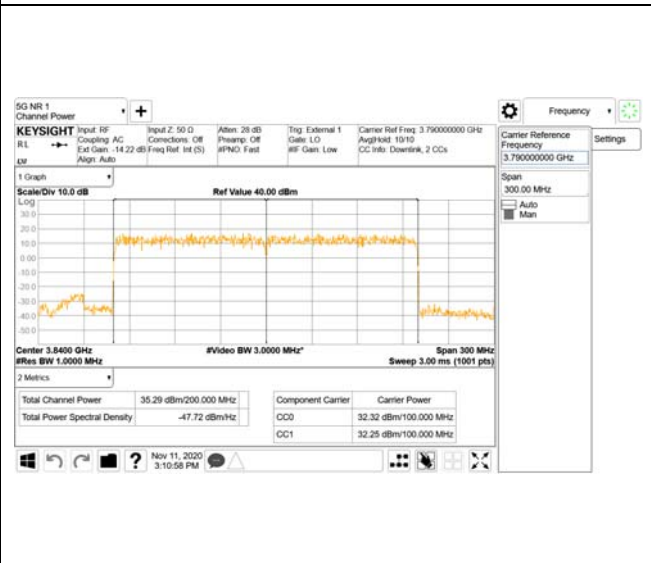 5G NR 1
Channel Power
Frequency
KEYSIGHT
RL
Input: RF
Coupling: AC
Ext Gain: -14.22 dB
Align: Auto
Input Z: 50 Ω
Corrections: Off
Freq Ref: Int (S)
Atten: 28 dB
Preamp: Off
#PNO: Fast
Trig: External 1
Gate: LO
#IF Gain: Low
Carrier Ref Freq: 3.790000000 GHz
Avg|Hold: 10/10
CC Info: Downlink, 2 CCs
Carrier Reference
Frequency
3.790000000 GHz
Settings
Span
300.00 MHz
Auto
Man
1 Graph
Scale/Div 10.0 dB
Ref Value 40.00 dBm
Log
30.0
20.0
10.0
0.00
-10.0
-20.0
-30.0
-40.0
-50.0
Center 3.8400 GHz
#Video BW 3.0000 MHz*
Span 300 MHz
#Res BW 1.0000 MHz
Sweep 3.00 ms (1001 pts)
2 Metrics
Total Channel Power 35.29 dBm/200.000 MHz
Total Power Spectral Density -47.72 dBm/Hz
Component Carrier Carrier Power
CC0 32.32 dBm/100.000 MHz
CC1 32.25 dBm/100.000 MHz
Nov 11, 2020
3:10:58 PM